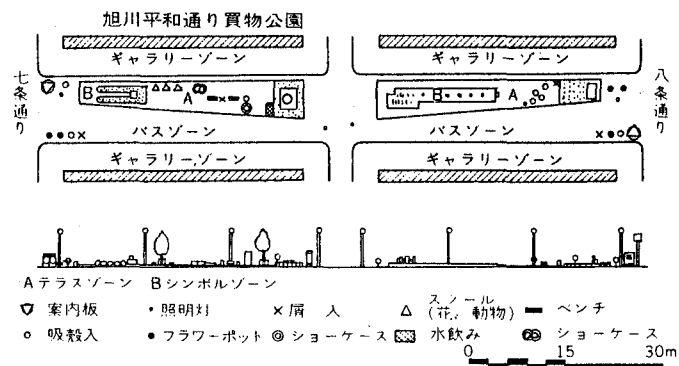 旭川平和通り買物公園
ギャラリーゾーン
ギャラリーゾーン
七条通り
B
A
B
A
八条通り
バスゾーン
バスゾーン
ギャラリーゾーン
ギャラリーゾーン
Aテラスゾーン Bシンボルゾーン
案内板 照明灯 屑入 スツール(花、動物) ベンチ
吸殻入 フラワーポット ショーケース 水飲み ショーケース
0 15 30m